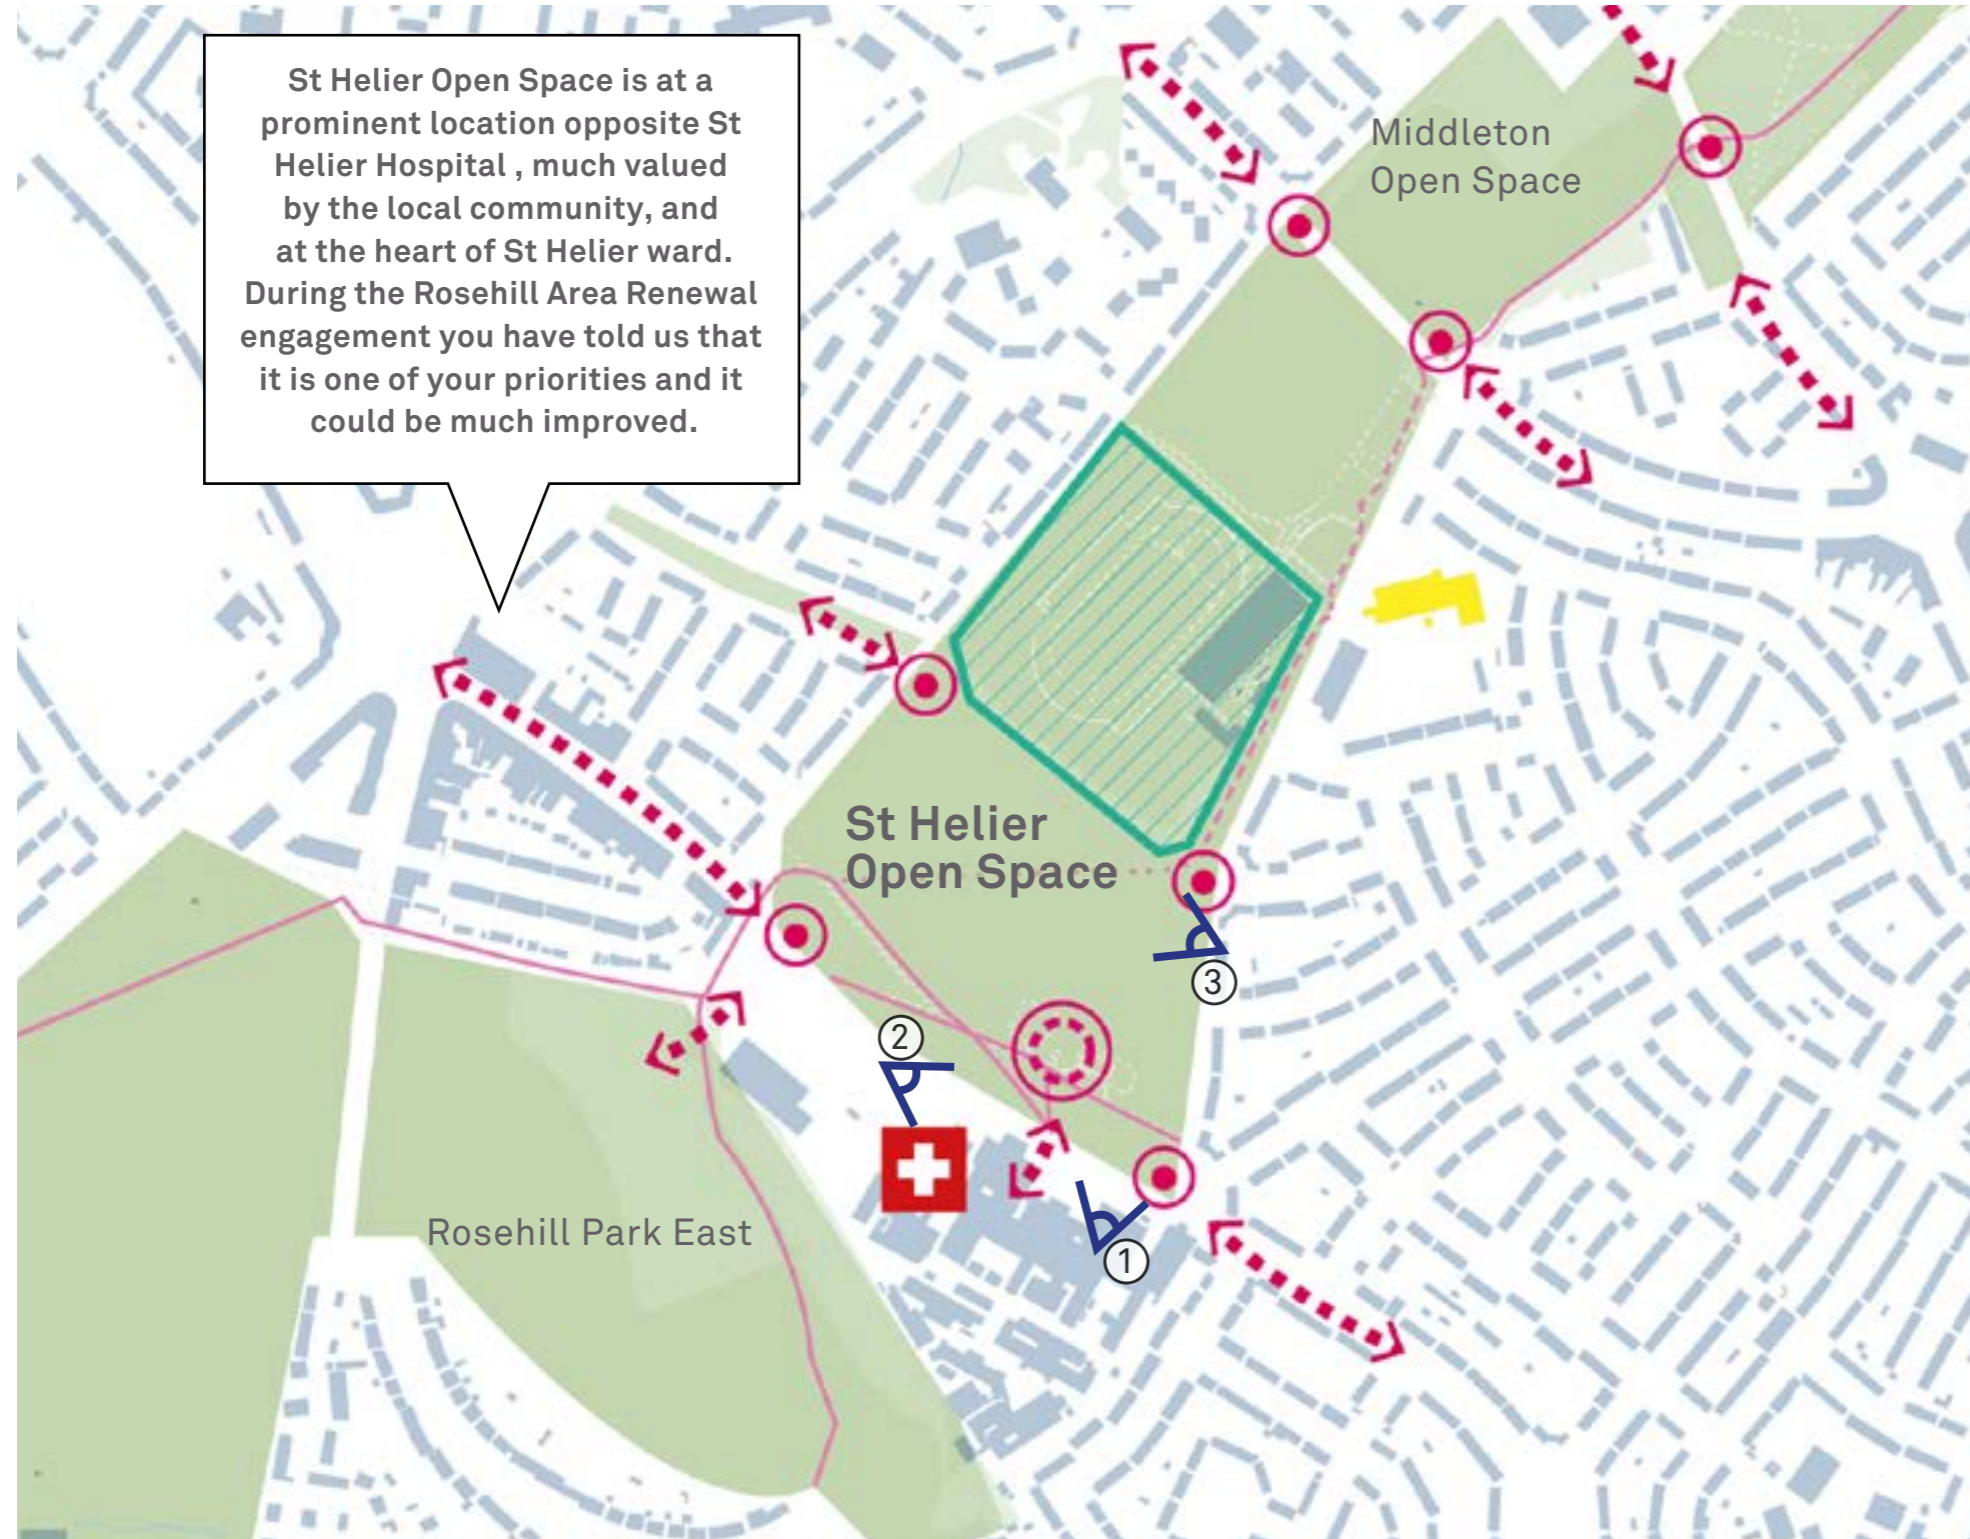 St Helier Open Space is at a
prominent location opposite St
Helier Hospital , much valued
by the local community, and
at the heart of St Helier ward.
During the Rosehill Area Renewal
engagement you have told us that
it is one of your priorities and it
could be much improved.
Middleton
Open Space
St Helier
Open Space
3
2
Rosehill Park East
1